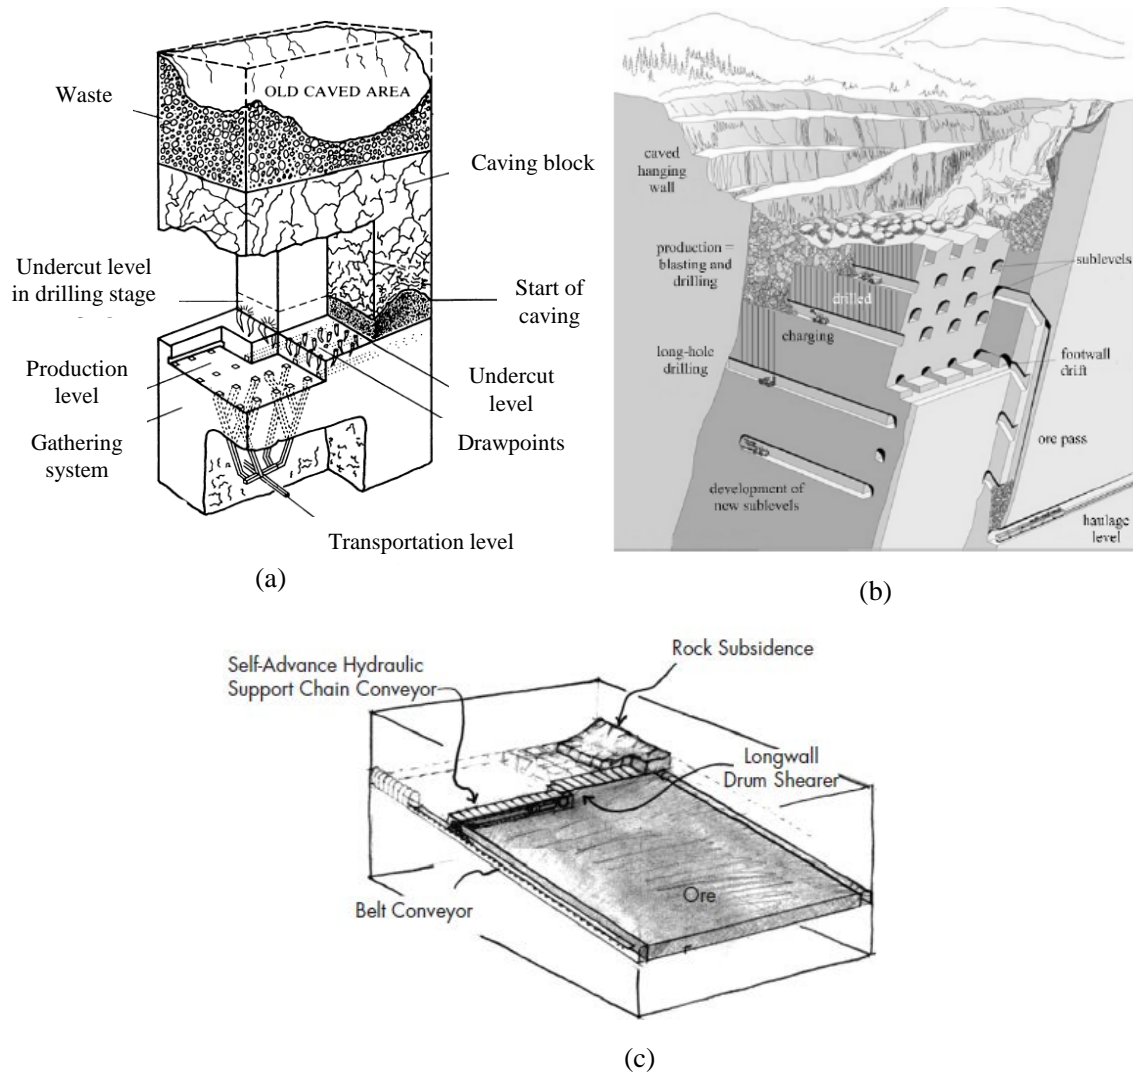 OLD CAVED AREA
Waste
Caving block
Undercut level
in drilling stage
Start of
caving
Production
level
Undercut
level
Gathering
system
Drawpoints
Transportation level
(a)
caved
hanging
wall
production =
blasting and
drilling
sublevels
drilled
charging
long-hole
drilling
footwall
drift
ore pass
development of
new sublevels
haulage
level
(b)
Rock Subsidence
Self-Advance Hydraulic
Support Chain Conveyor
Longwall
Drum Shearer
Ore
Belt Conveyor
(c)